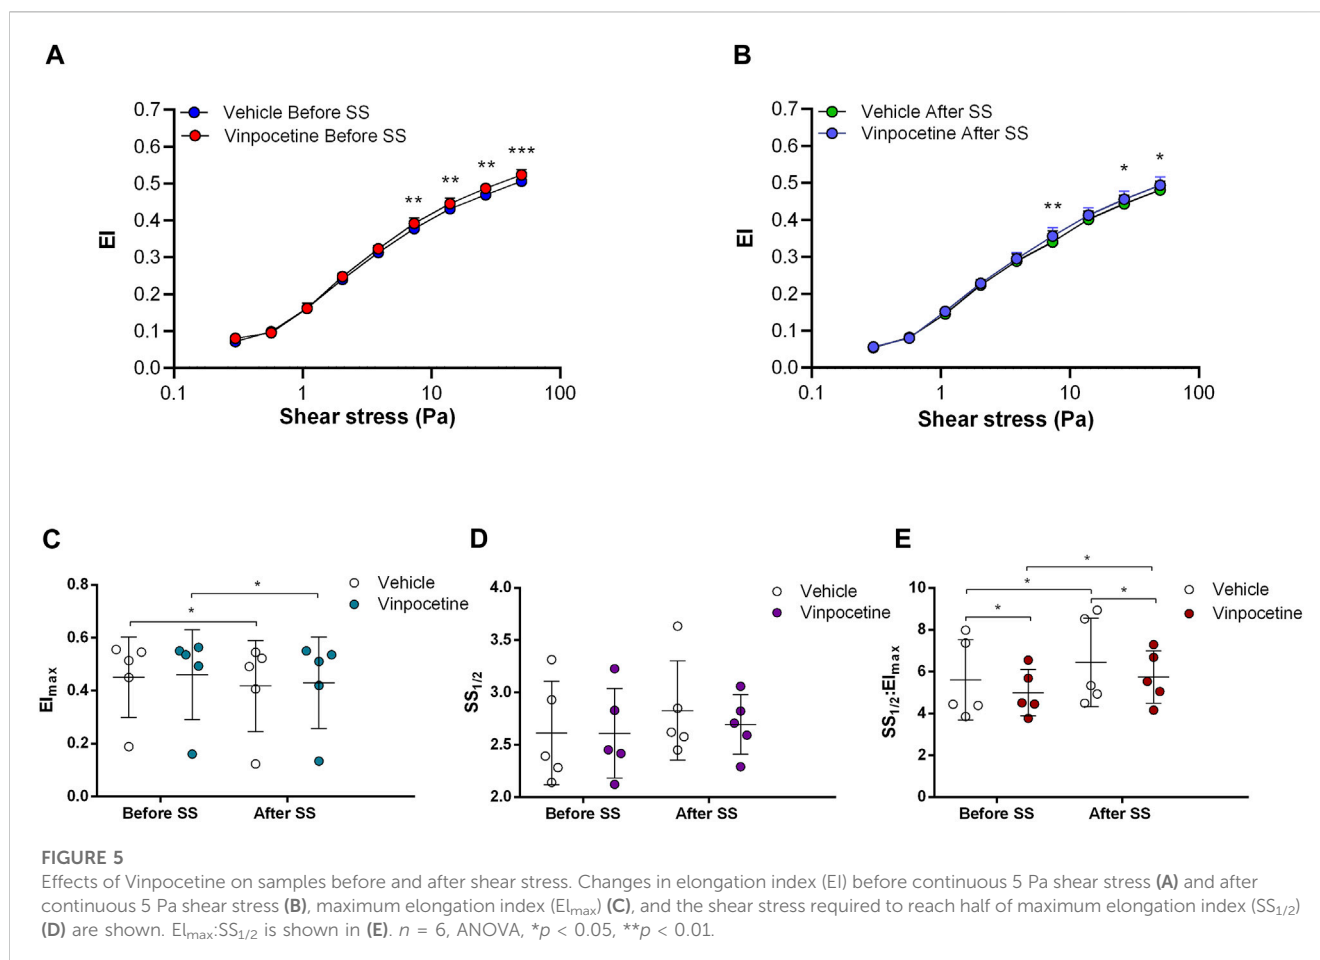 A
B
Vehicle Before SS
Vinpocetine Before SS
Vehicle After SS
Vinpocetine After SS
0.7
0.6
0.5
0.4
0.3
0.2
0.1
0.0
EI
** ** ** ***
0.1 1 10 100
Shear stress (Pa)
0.7
0.6
0.5
0.4
0.3
0.2
0.1
0.0
EI
** * *
0.1 1 10 100
Shear stress (Pa)
C
Vehicle
Vinpocetine
0.8
0.6
0.4
0.2
0.0
EImax
* *
Before SS After SS
D
Vehicle
Vinpocetine
4.0
3.5
3.0
2.5
2.0
SS1/2
Before SS After SS
E
Vehicle
Vinpocetine
10
8
6
4
2
0
SS1/2:EImax
* * * *
Before SS After SS
FIGURE 5
Effects of Vinpocetine on samples before and after shear stress. Changes in elongation index (EI) before continuous 5 Pa shear stress (A) and after
continuous 5 Pa shear stress (B), maximum elongation index (EImax) (C), and the shear stress required to reach half of maximum elongation index (SS1/2)
(D) are shown. EImax:SS1/2 is shown in (E). n = 6, ANOVA, *p < 0.05, **p < 0.01.